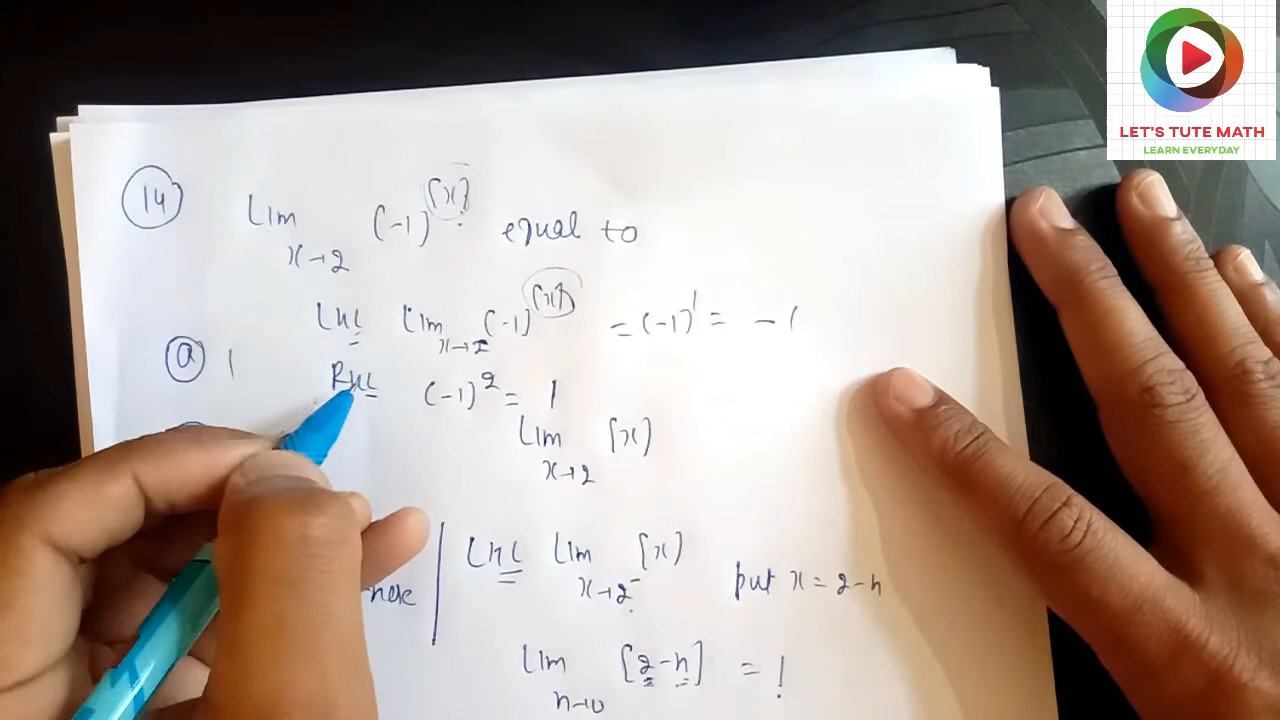 LET'S TUTE MATH
LEARN EVERYDAY
14 Lim x→2 (-1)^[x] equal to
LHL Lim x→2⁻ (-1)^[x] = (-1)^1 = -1
a 1
RHL (-1)^2 = 1
Lim x→2 [x]
LHL Lim x→2⁻ [x] put x = 2-h
Lim h→0 [2-h] = 1